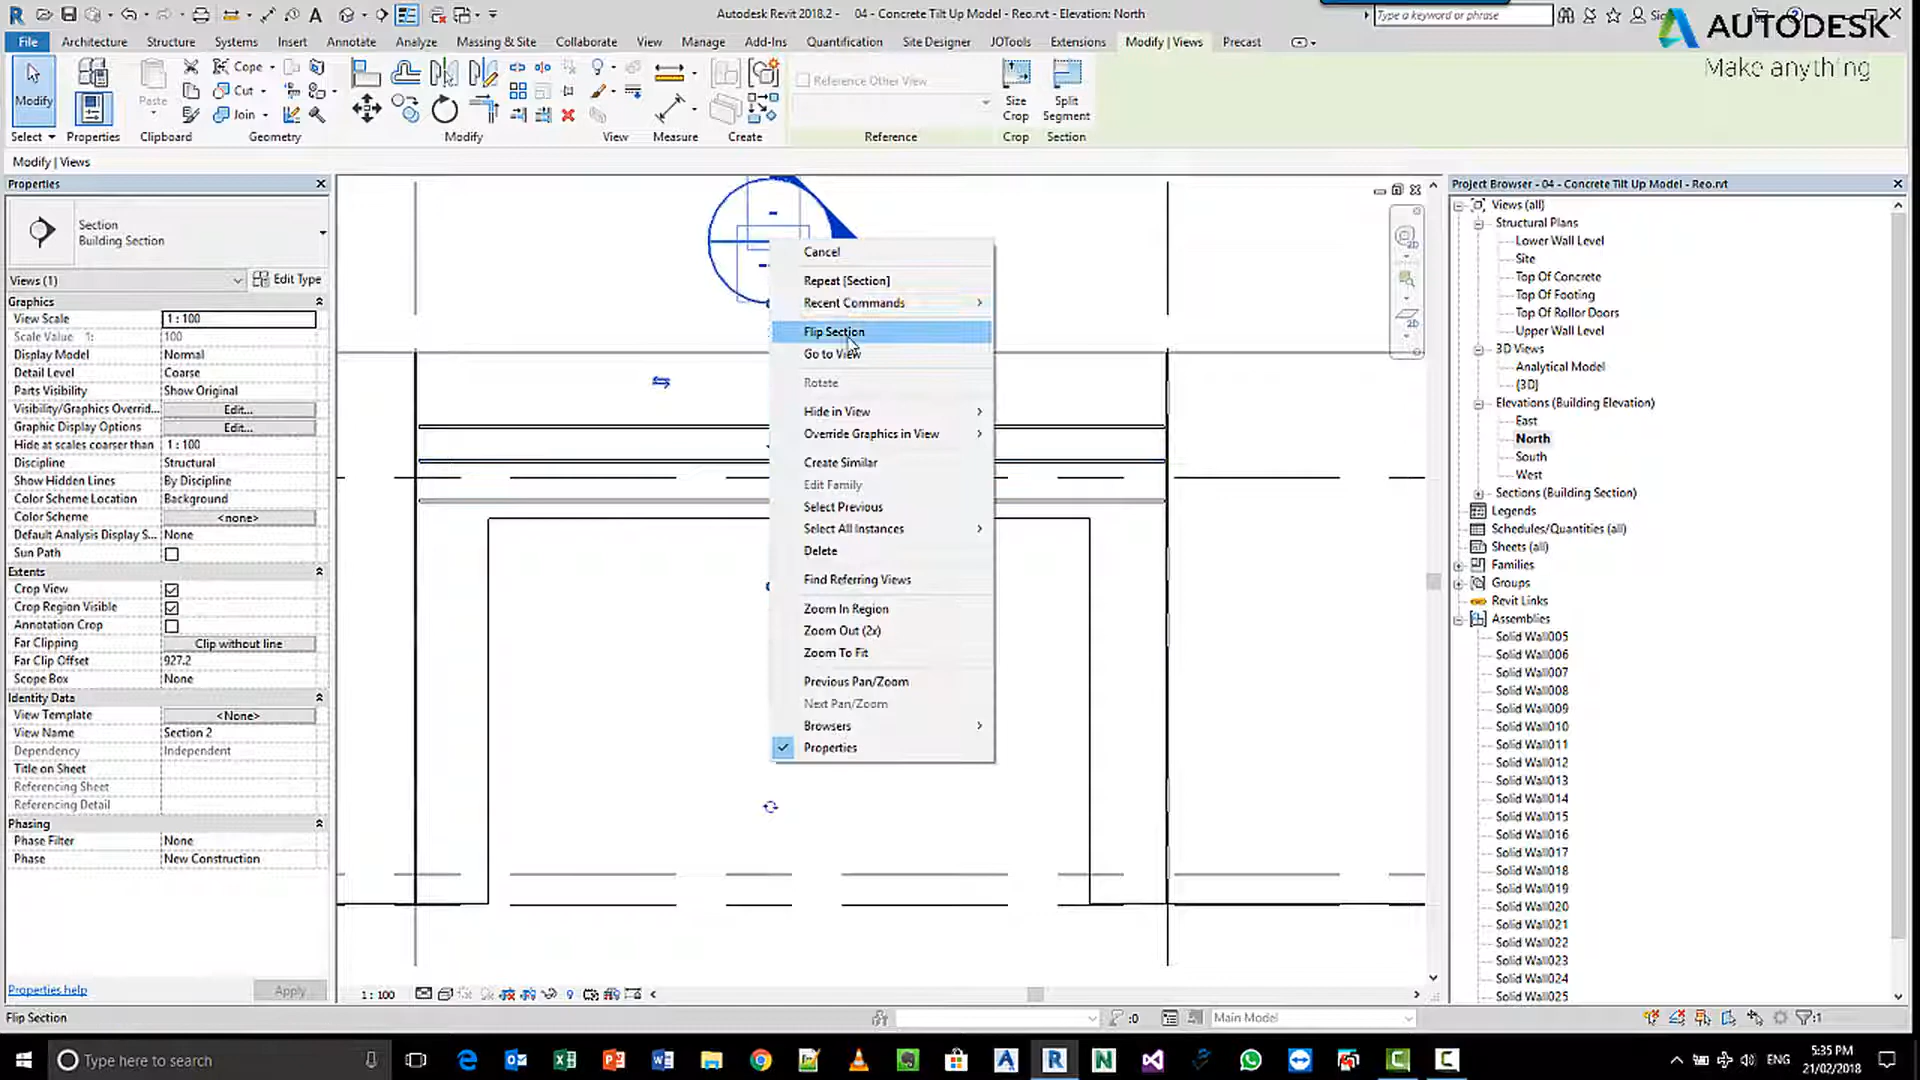 Autodesk Revit 2018.2 - 04 - Concrete Tilt Up Model - Reo.rvt - Elevation: North
Type a keyword or phrase
AUTODESK
Make anything
File Architecture Structure Systems Insert Annotate Analyze Massing & Site Collaborate View Manage Add-Ins Quantification Site Designer JOTools Extensions Modify | Views Precast
Modify
Paste
Cope
Cut
Join
Reference Other View
Size Crop
Split Segment
Select Properties Clipboard Geometry Modify View Measure Create Reference Crop Section
Modify | Views
Properties
Section
Building Section
Views (1)
Edit Type
Graphics
View Scale 1 : 100
Scale Value 1: 100
Display Model Normal
Detail Level Coarse
Parts Visibility Show Original
Visibility/Graphics Overrid... Edit...
Graphic Display Options Edit...
Hide at scales coarser than 1 : 100
Discipline Structural
Show Hidden Lines By Discipline
Color Scheme Location Background
Color Scheme <none>
Default Analysis Display S... None
Sun Path
Extents
Crop View
Crop Region Visible
Annotation Crop
Far Clipping Clip without line
Far Clip Offset 927.2
Scope Box None
Identity Data
View Template <None>
View Name Section 2
Dependency Independent
Title on Sheet
Referencing Sheet
Referencing Detail
Phasing
Phase Filter None
Phase New Construction
Properties help
Apply
Cancel
Repeat [Section]
Recent Commands
Flip Section
Go to View
Rotate
Hide in View
Override Graphics in View
Create Similar
Edit Family
Select Previous
Select All Instances
Delete
Find Referring Views
Zoom In Region
Zoom Out (2x)
Zoom To Fit
Previous Pan/Zoom
Next Pan/Zoom
Browsers
Properties
2D
2D
Project Browser - 04 - Concrete Tilt Up Model - Reo.rvt
Views (all)
Structural Plans
Lower Wall Level
Site
Top Of Concrete
Top Of Footing
Top Of Rollor Doors
Upper Wall Level
3D Views
Analytical Model
{3D}
Elevations (Building Elevation)
East
North
South
West
Sections (Building Section)
Legends
Schedules/Quantities (all)
Sheets (all)
Families
Groups
Revit Links
Assemblies
Solid Wall005
Solid Wall006
Solid Wall007
Solid Wall008
Solid Wall009
Solid Wall010
Solid Wall011
Solid Wall012
Solid Wall013
Solid Wall014
Solid Wall015
Solid Wall016
Solid Wall017
Solid Wall018
Solid Wall019
Solid Wall020
Solid Wall021
Solid Wall022
Solid Wall023
Solid Wall024
Solid Wall025
1 : 100
Flip Section
:0
Main Model
:1
Type here to search
ENG
5:35 PM
21/02/2018